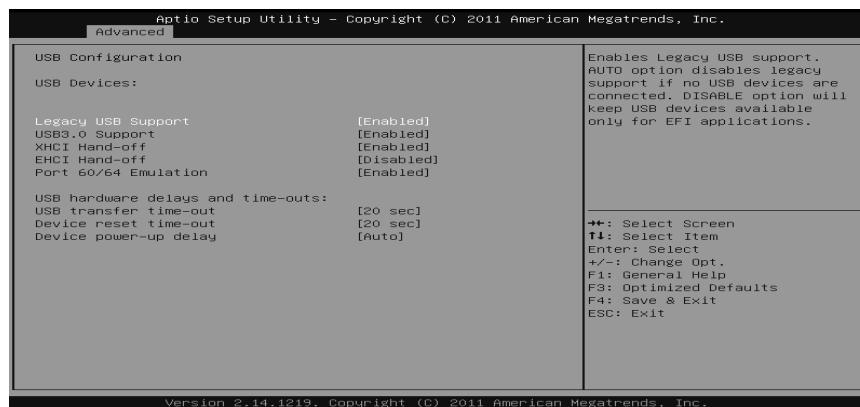 Aptio Setup Utility – Copyright (C) 2011 American Megatrends, Inc.
Advanced
USB Configuration
USB Devices:
Legacy USB Support [Enabled]
USB3.0 Support [Enabled]
XHCI Hand-off [Enabled]
EHCI Hand-off [Disabled]
Port 60/64 Emulation [Enabled]
USB hardware delays and time-outs:
USB transfer time-out [20 sec]
Device reset time-out [20 sec]
Device power-up delay [Auto]
Enables Legacy USB support.
AUTO option disables legacy
support if no USB devices are
connected. DISABLE option will
keep USB devices available
only for EFI applications.
→←: Select Screen
↑↓: Select Item
Enter: Select
+/-: Change Opt.
F1: General Help
F3: Optimized Defaults
F4: Save & Exit
ESC: Exit
Version 2.14.1219. Copyright (C) 2011 American Megatrends, Inc.